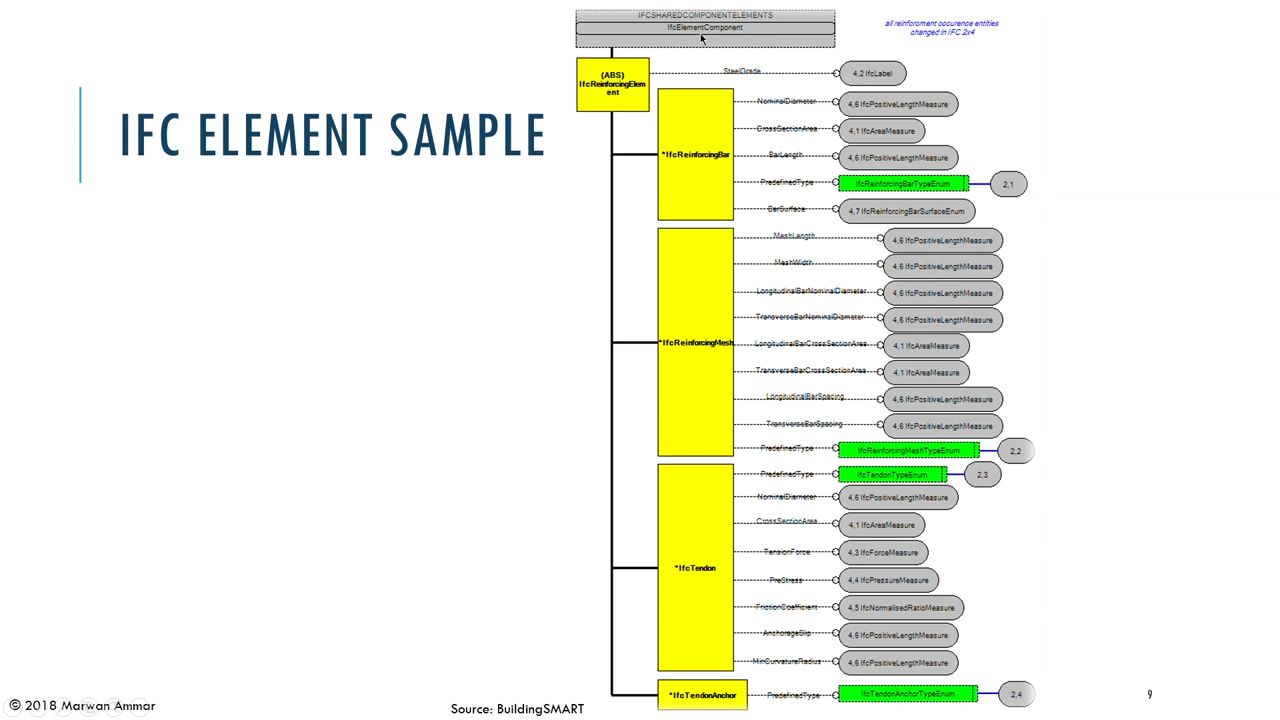 IFC ELEMENT SAMPLE
IFCSHAREDCOMPONENTELEMENTS
IfcElementComponent
all reinforoment occurence entities
changed in IFC 2x4
(ABS)
IfcReinforcingElem
ent
SteelGrade
4,2 IfcLabel
*IfcReinforcingBar
NominalDiameter
4,6 IfcPositiveLengthMeasure
CrossSectionArea
4,1 IfcAreaMeasure
BarLength
4,6 IfcPositiveLengthMeasure
PredefinedType
IfcReinforcingBarTypeEnum
2,1
BarSurface
4,7 IfcReinforcingBarSurfaceEnum
*IfcReinforcingMesh
MeshLength
4,6 IfcPositiveLengthMeasure
MeshWidth
4,6 IfcPositiveLengthMeasure
LongitudinalBarNominalDiameter
4,6 IfcPositiveLengthMeasure
TransverseBarNominalDiameter
4,6 IfcPositiveLengthMeasure
LongitudinalBarCrossSectionArea
4,1 IfcAreaMeasure
TransverseBarCrossSectionArea
4,1 IfcAreaMeasure
LongitudinalBarSpacing
4,6 IfcPositiveLengthMeasure
TransverseBarSpacing
4,6 IfcPositiveLengthMeasure
PredefinedType
IfcReinforcingMeshTypeEnum
2,2
*IfcTendon
PredefinedType
IfcTendonTypeEnum
2,3
NominalDiameter
4,6 IfcPositiveLengthMeasure
CrossSectionArea
4,1 IfcAreaMeasure
TensionForce
4,3 IfcForceMeasure
PreStress
4,4 IfcPressureMeasure
FrictionCoefficient
4,5 IfcNormalisedRatioMeasure
AnchorageSlip
4,6 IfcPositiveLengthMeasure
MinCurvatureRadius
4,6 IfcPositiveLengthMeasure
*IfcTendonAnchor
PredefinedType
IfcTendonAnchorTypeEnum
2,4
9
© 2018 Marwan Ammar
Source: BuildingSMART